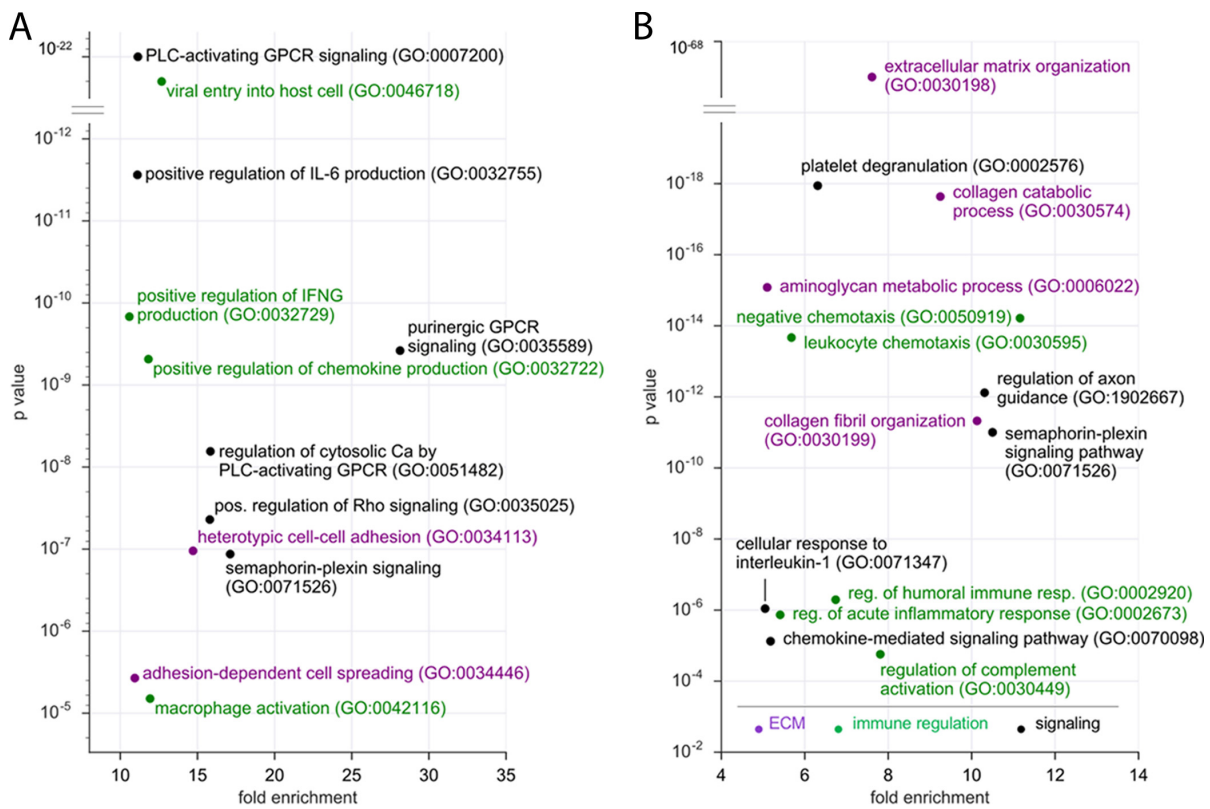 A
10-22
10-12
10-11
10-10
10-9
10-8
10-7
10-6
10-5
p value
PLC-activating GPCR signaling (GO:0007200)
viral entry into host cell (GO:0046718)
positive regulation of IL-6 production (GO:0032755)
positive regulation of IFNG
production (GO:0032729)
purinergic GPCR
signaling (GO:0035589)
positive regulation of chemokine production (GO:0032722)
regulation of cytosolic Ca by
PLC-activating GPCR (GO:0051482)
pos. regulation of Rho signaling (GO:0035025)
heterotypic cell-cell adhesion (GO:0034113)
semaphorin-plexin signaling
(GO:0071526)
adhesion-dependent cell spreading (GO:0034446)
macrophage activation (GO:0042116)
10 15 20 25 30 35
fold enrichment
B
10-68
10-18
10-16
10-14
10-12
10-10
10-8
10-6
10-4
10-2
p value
extracellular matrix organization
(GO:0030198)
platelet degranulation (GO:0002576)
collagen catabolic
process (GO:0030574)
aminoglycan metabolic process (GO:0006022)
negative chemotaxis (GO:0050919)
leukocyte chemotaxis (GO:0030595)
regulation of axon
guidance (GO:1902667)
collagen fibril organization
(GO:0030199)
semaphorin-plexin
signaling pathway
(GO:0071526)
cellular response to
interleukin-1 (GO:0071347)
reg. of humoral immune resp. (GO:0002920)
reg. of acute inflammatory response (GO:0002673)
chemokine-mediated signaling pathway (GO:0070098)
regulation of complement
activation (GO:0030449)
ECM immune regulation signaling
4 6 8 10 12 14
fold enrichment